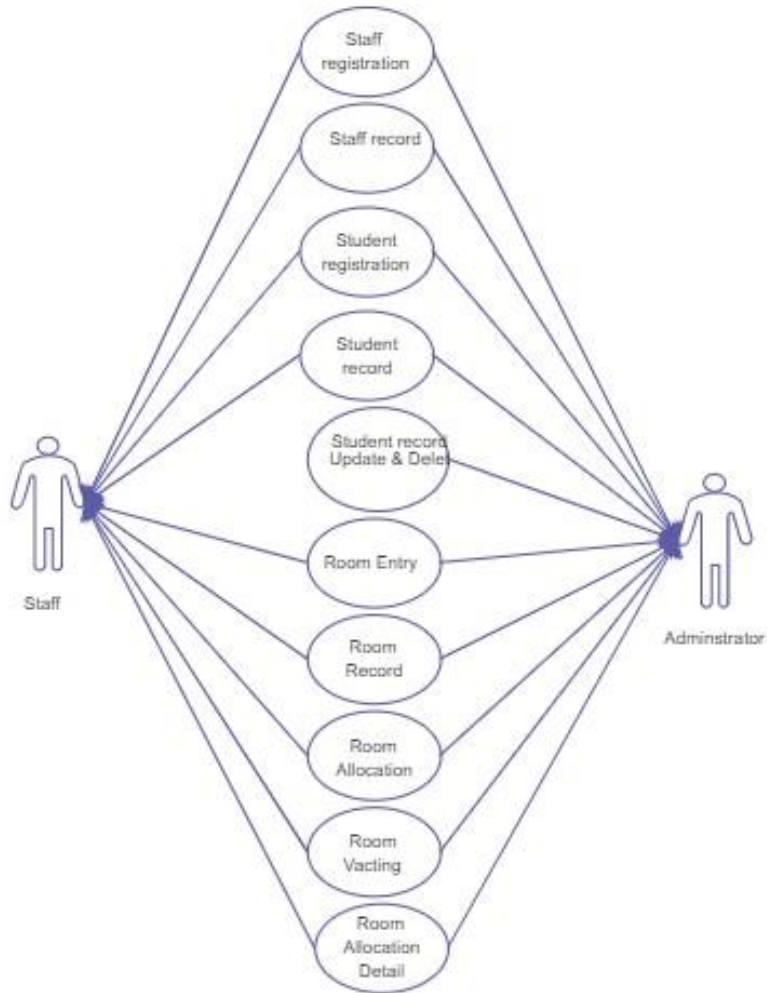 Staff
registration
Staff record
Student
registration
Student
record
Student record
Update & Delet
Room Entry
Staff
Adminstrator
Room
Record
Room
Allocation
Room
Vacting
Room
Allocation
Detail